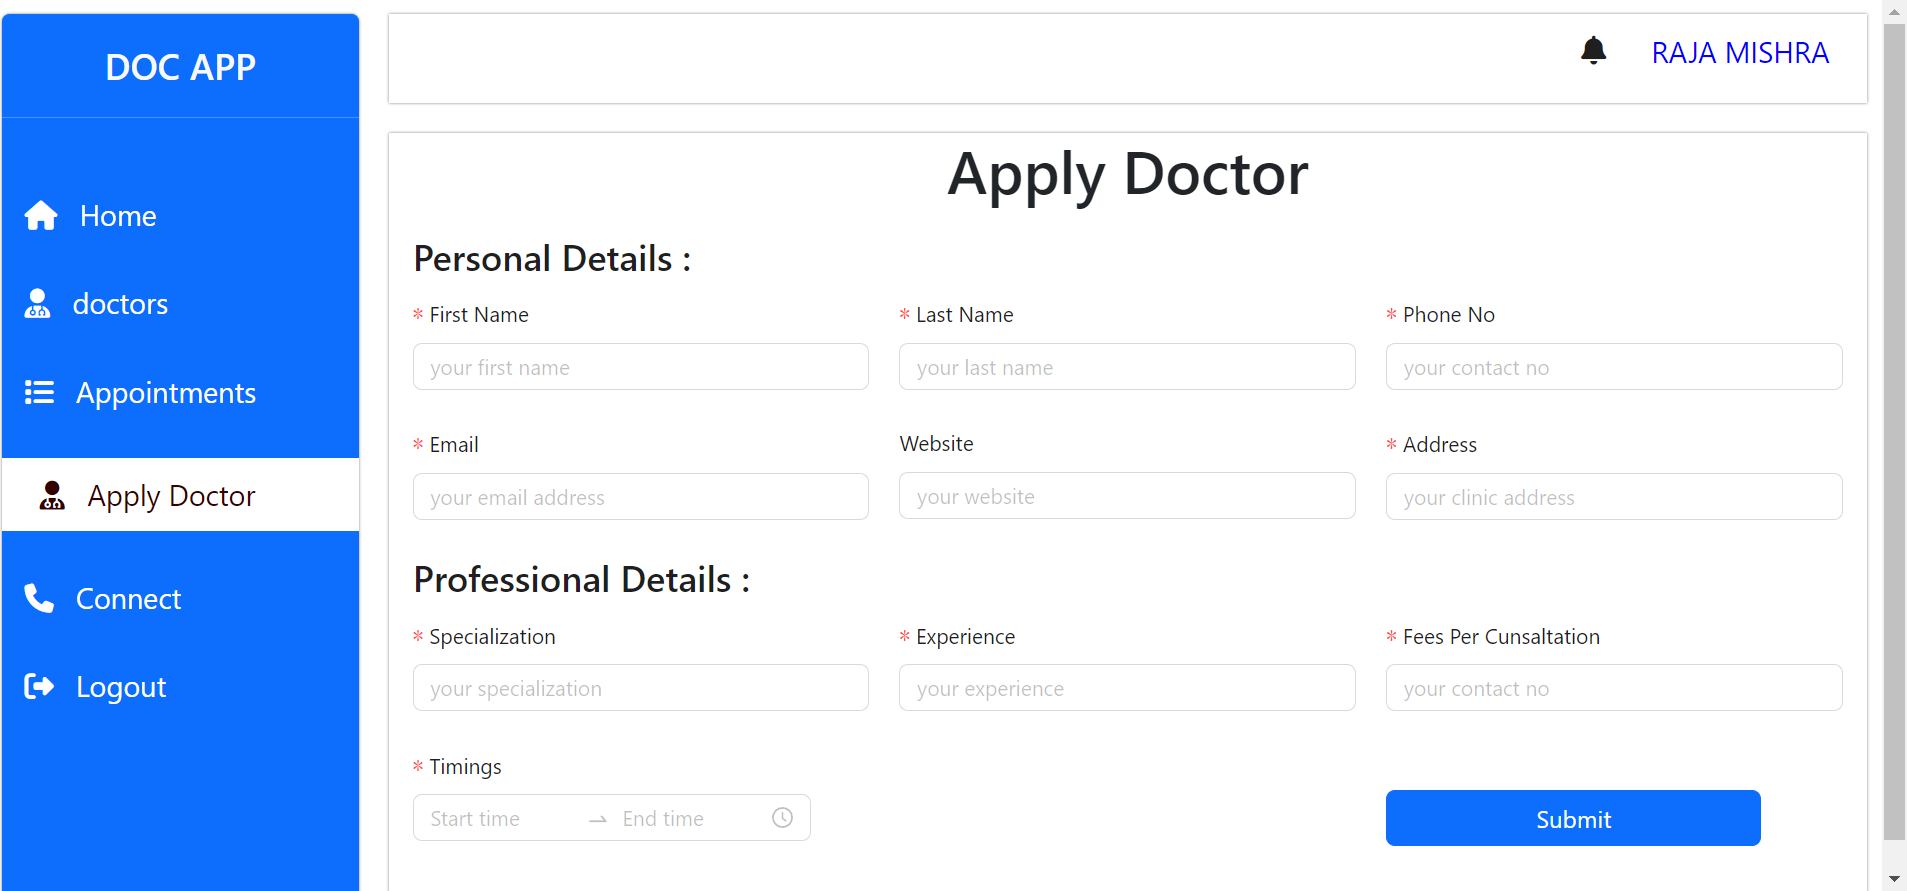 DOC APP
Home
doctors
Appointments
Apply Doctor
Connect
Logout
RAJA MISHRA
Apply Doctor
Personal Details :
* First Name * Last Name * Phone No
your first name your last name your contact no
* Email Website * Address
your email address your website your clinic address
Professional Details :
* Specialization * Experience * Fees Per Cunsaltation
your specialization your experience your contact no
* Timings
Start time End time Submit